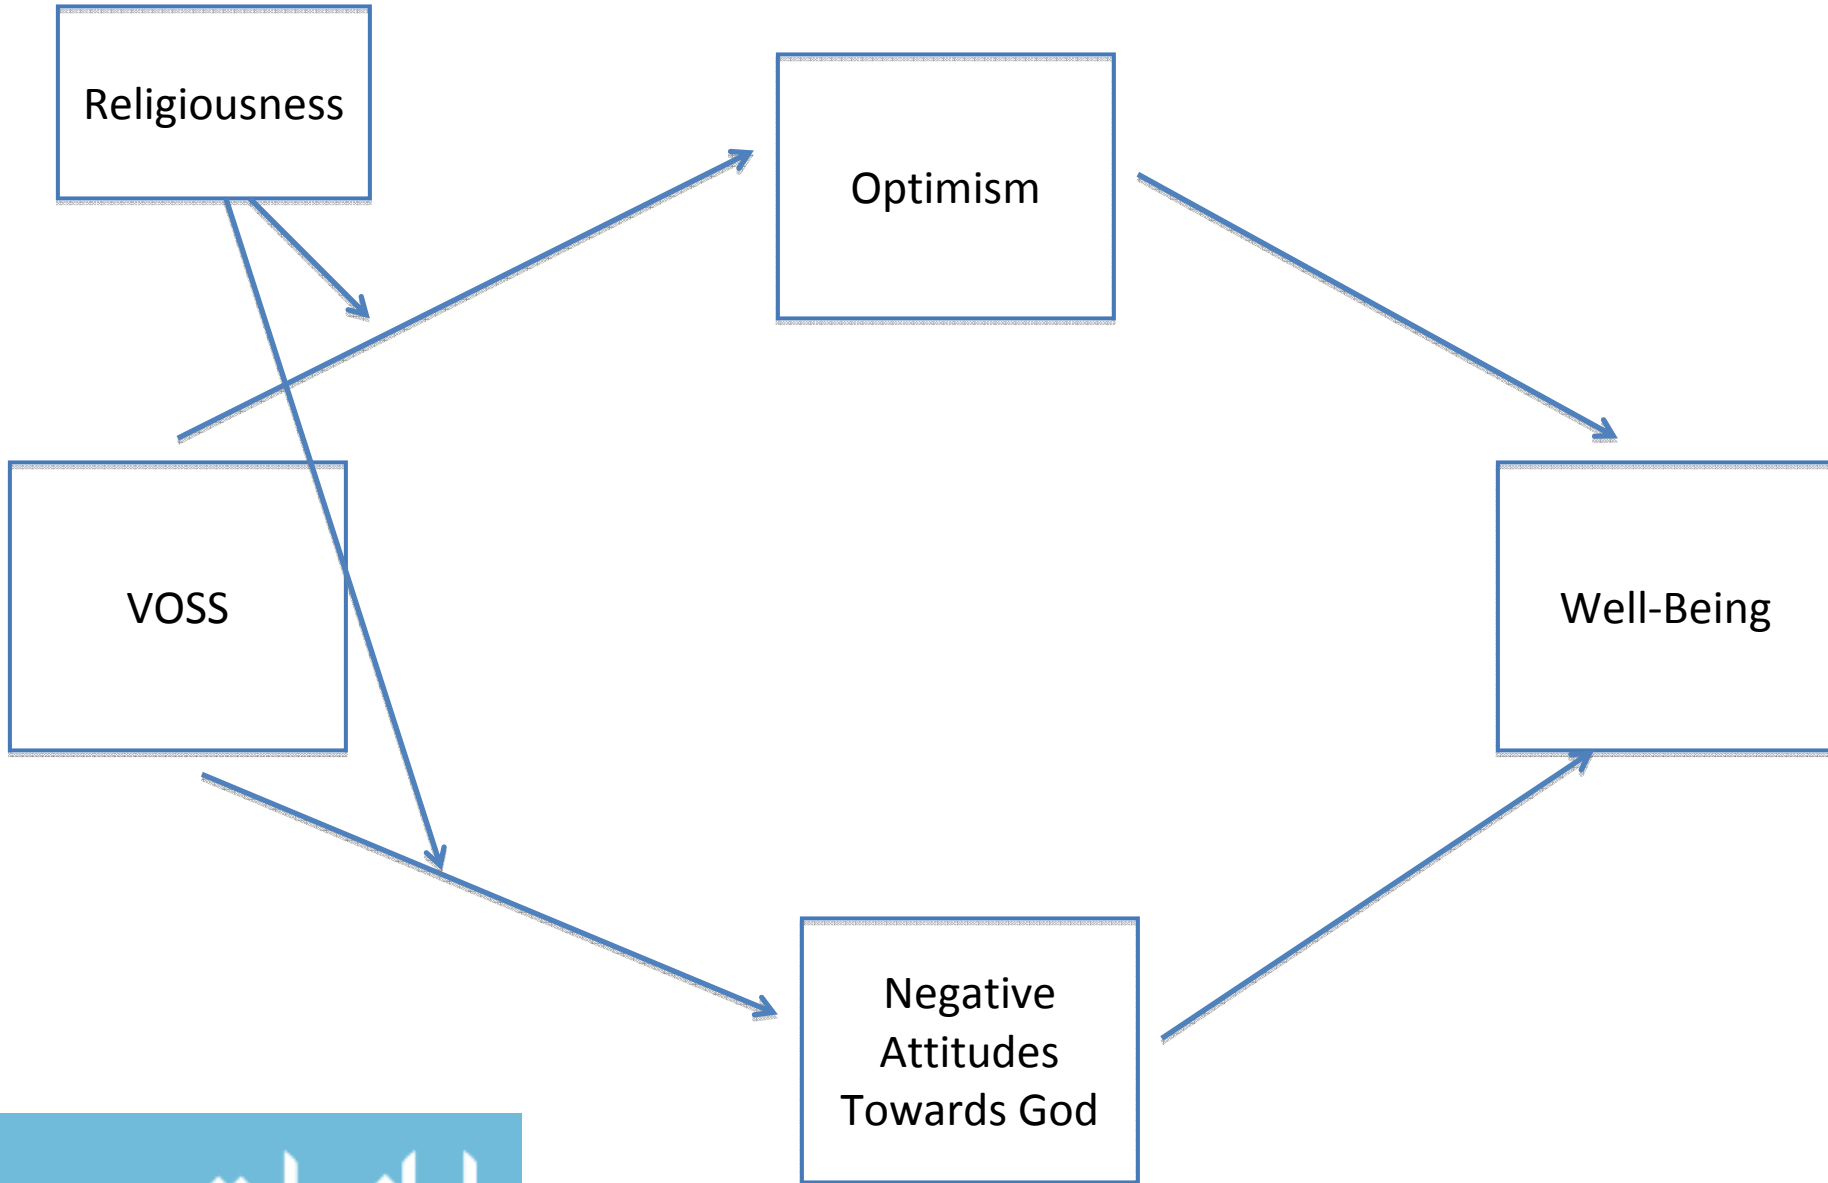 Religiousness
Optimism
VOSS
Well-Being
Negative
Attitudes
Towards God